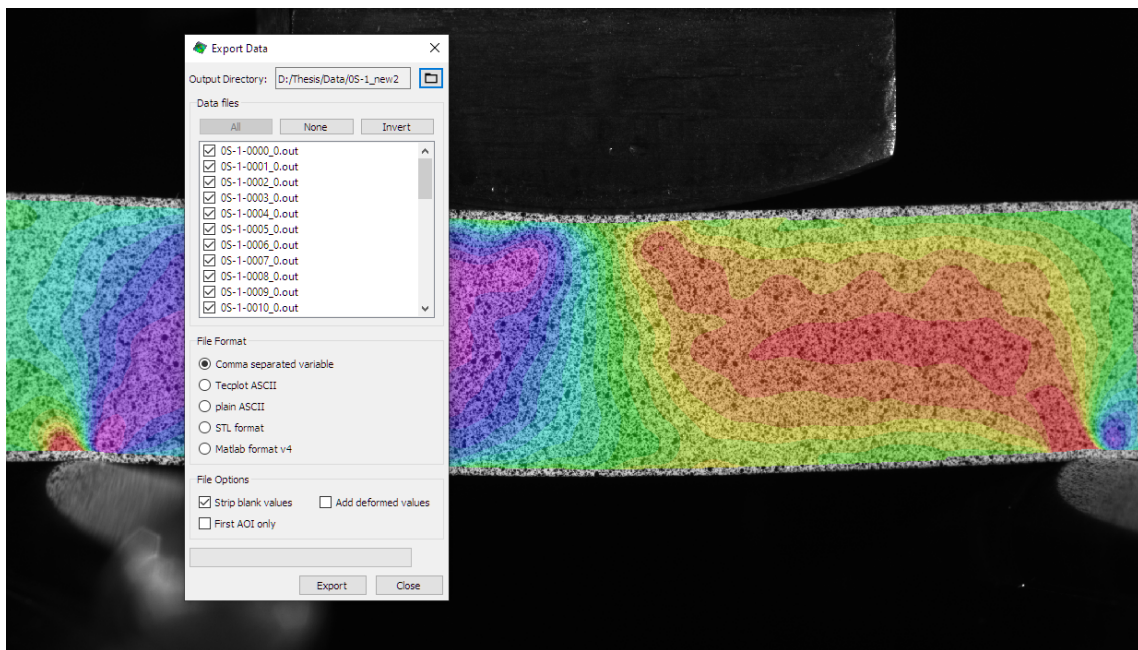 Export Data
Output Directory: D:/Thesis/Data/0S-1_new2
Data files
All None Invert
0S-1-0000_0.out
0S-1-0001_0.out
0S-1-0002_0.out
0S-1-0003_0.out
0S-1-0004_0.out
0S-1-0005_0.out
0S-1-0006_0.out
0S-1-0007_0.out
0S-1-0008_0.out
0S-1-0009_0.out
0S-1-0010_0.out
File Format
Comma separated variable
Tecplot ASCII
plain ASCII
STL format
Matlab format v4
File Options
Strip blank values Add deformed values
First AOI only
Export Close